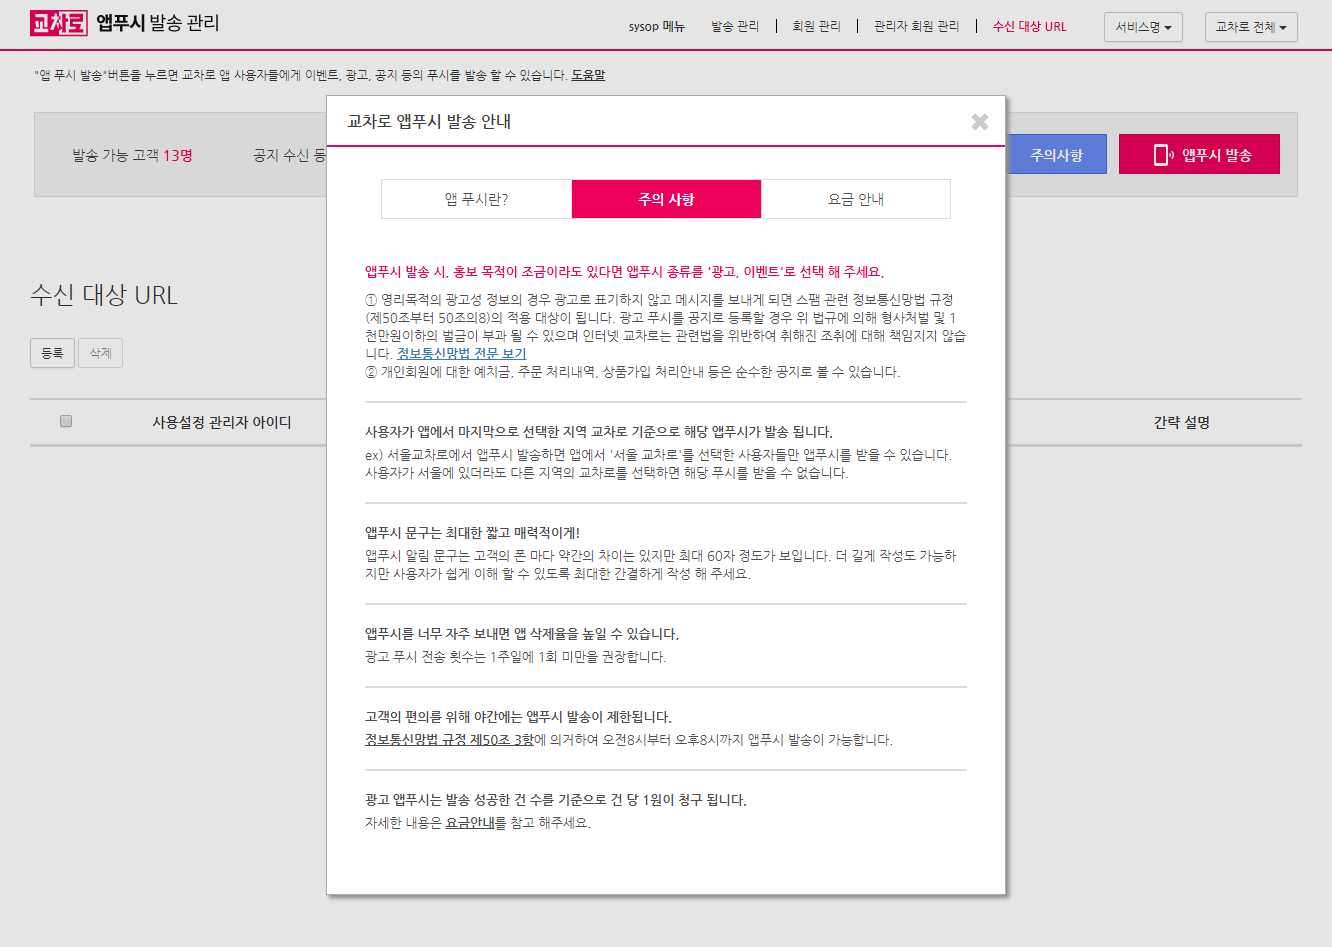 교차로 앱푸시 발송 관리
sysop 메뉴 발송 관리 회원 관리 관리자 회원 관리 수신 대상 URL 서비스명 교차로 전체
"앱 푸시 발송"버튼을 누르면 교차로 앱 사용자들에게 이벤트, 광고, 공지 등의 푸시를 발송 할 수 있습니다. 도움말
발송 가능 고객 13명 공지 수신 동
주의사항 앱푸시 발송
수신 대상 URL
등록 삭제
사용설정 관리자 아이디 간략 설명
교차로 앱푸시 발송 안내
앱 푸시란? 주의 사항 요금 안내
앱푸시 발송 시, 홍보 목적이 조금이라도 있다면 앱푸시 종류를 '광고, 이벤트'로 선택 해 주세요.
① 영리목적의 광고성 정보의 경우 광고로 표기하지 않고 메시지를 보내게 되면 스팸 관련 정보통신망법 규정
(제50조부터 50조의8)의 적용 대상이 됩니다. 광고 푸시를 공지로 등록할 경우 위 법규에 의해 형사처벌 및 1
천만원이하의 벌금이 부과 될 수 있으며 인터넷 교차로는 관련법을 위반하여 취해진 조취에 대해 책임지지 않습
니다. 정보통신망법 전문 보기
② 개인회원에 대한 예치금, 주문 처리내역, 상품가입 처리안내 등은 순수한 공지로 볼 수 있습니다.
사용자가 앱에서 마지막으로 선택한 지역 교차로 기준으로 해당 앱푸시가 발송 됩니다.
ex) 서울교차로에서 앱푸시 발송하면 앱에서 '서울 교차로'를 선택한 사용자들만 앱푸시를 받을 수 있습니다.
사용자가 서울에 있더라도 다른 지역의 교차로를 선택하면 해당 푸시를 받을 수 없습니다.
앱푸시 문구는 최대한 짧고 매력적이게!
앱푸시 알림 문구는 고객의 폰 마다 약간의 차이는 있지만 최대 60자 정도가 보입니다. 더 길게 작성도 가능하
지만 사용자가 쉽게 이해 할 수 있도록 최대한 간결하게 작성 해 주세요.
앱푸시를 너무 자주 보내면 앱 삭제율을 높일 수 있습니다.
광고 푸시 전송 횟수는 1주일에 1회 미만을 권장합니다.
고객의 편의를 위해 야간에는 앱푸시 발송이 제한됩니다.
정보통신망법 규정 제50조 3항에 의거하여 오전8시부터 오후8시까지 앱푸시 발송이 가능합니다.
광고 앱푸시는 발송 성공한 건 수를 기준으로 건 당 1원이 청구 됩니다.
자세한 내용은 요금안내를 참고 해주세요.